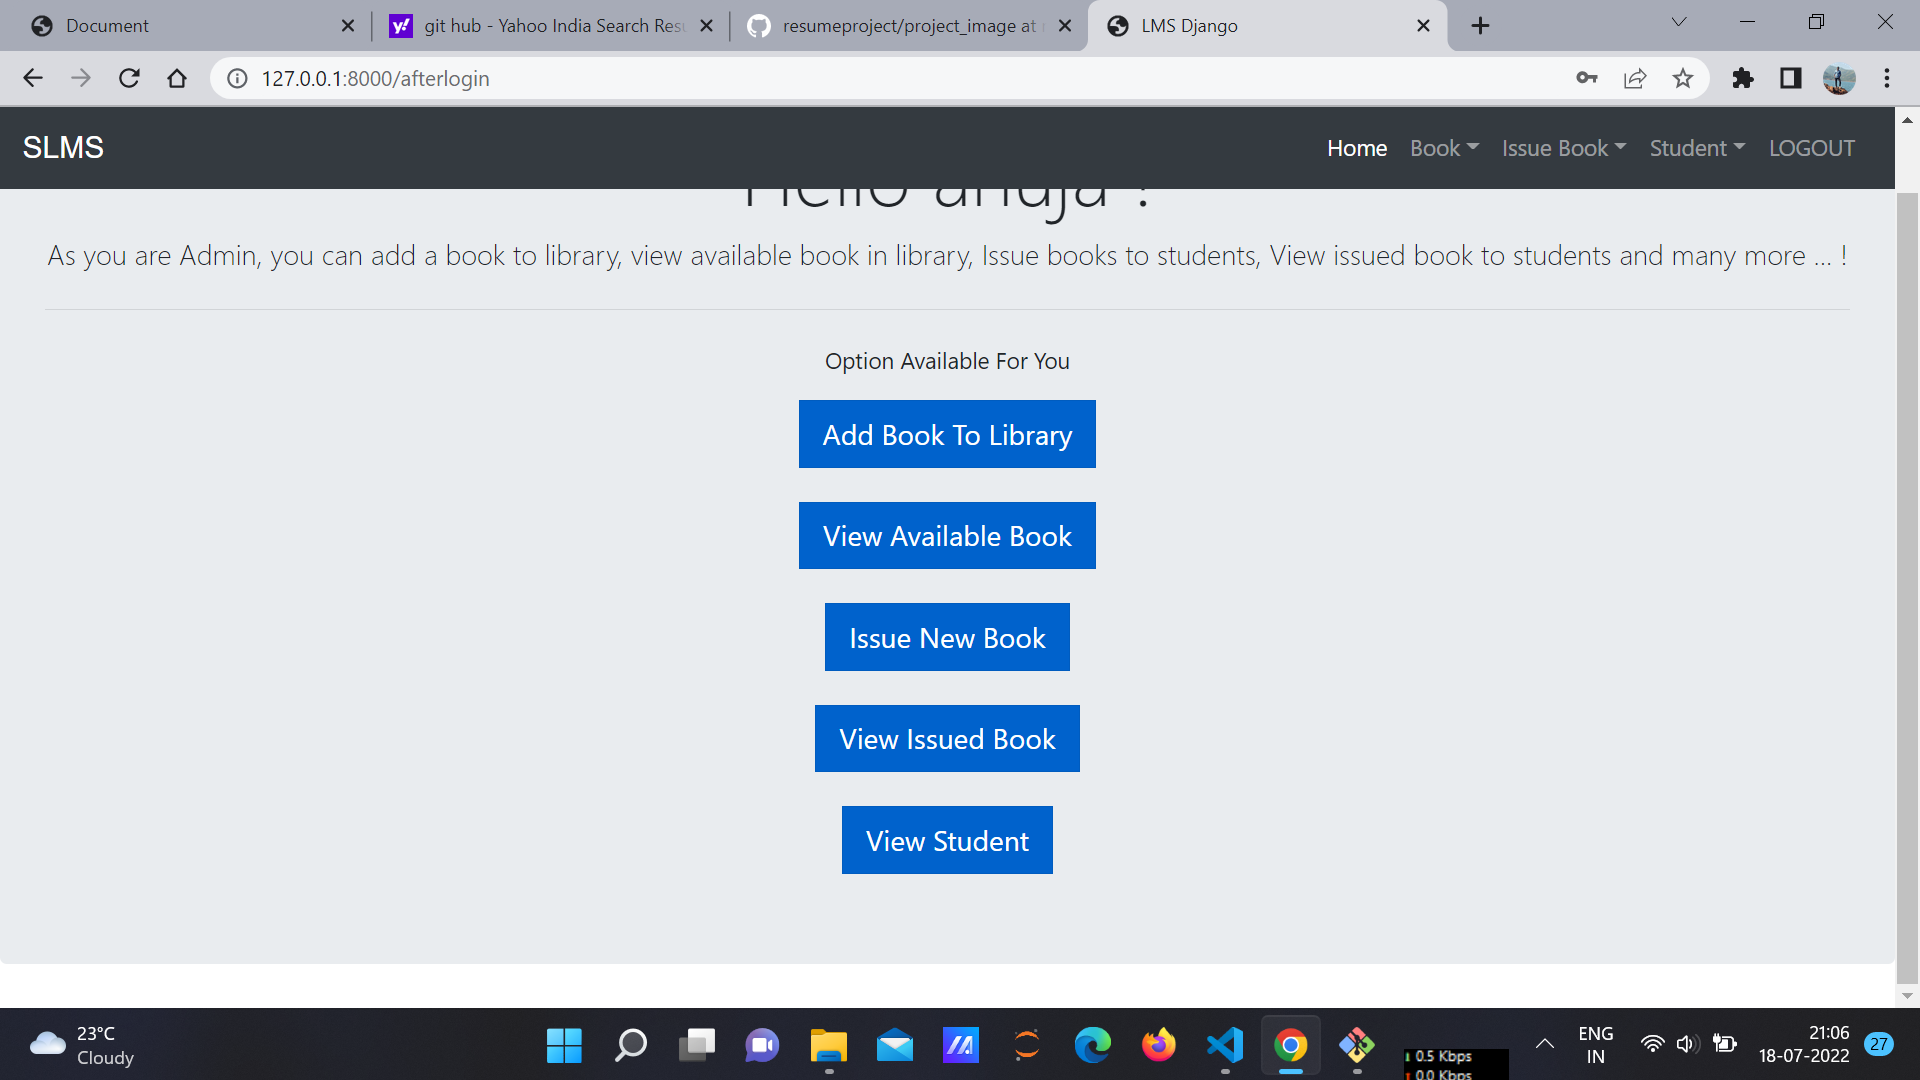 Document
git hub - Yahoo India Search Resu
resumeproject/project_image at
LMS Django
127.0.0.1:8000/afterlogin
SLMS
Home
Book
Issue Book
Student
LOGOUT
Hello ahuja !
As you are Admin, you can add a book to library, view available book in library, Issue books to students, View issued book to students and many more ... !
Option Available For You
Add Book To Library
View Available Book
Issue New Book
View Issued Book
View Student
23°C
Cloudy
0.5 Kbps
0.0 Kbps
ENG
IN
21:06
18-07-2022
27